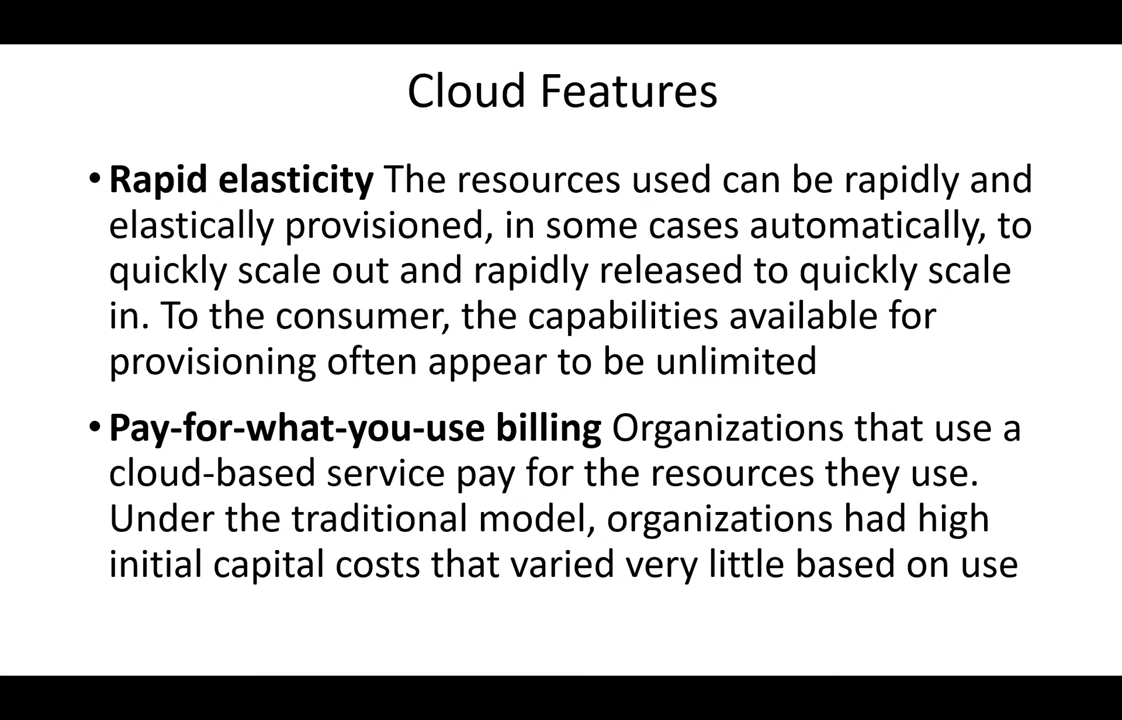 Cloud Features
• Rapid elasticity The resources used can be rapidly and
elastically provisioned, in some cases automatically, to
quickly scale out and rapidly released to quickly scale
in. To the consumer, the capabilities available for
provisioning often appear to be unlimited
• Pay-for-what-you-use billing Organizations that use a
cloud-based service pay for the resources they use.
Under the traditional model, organizations had high
initial capital costs that varied very little based on use